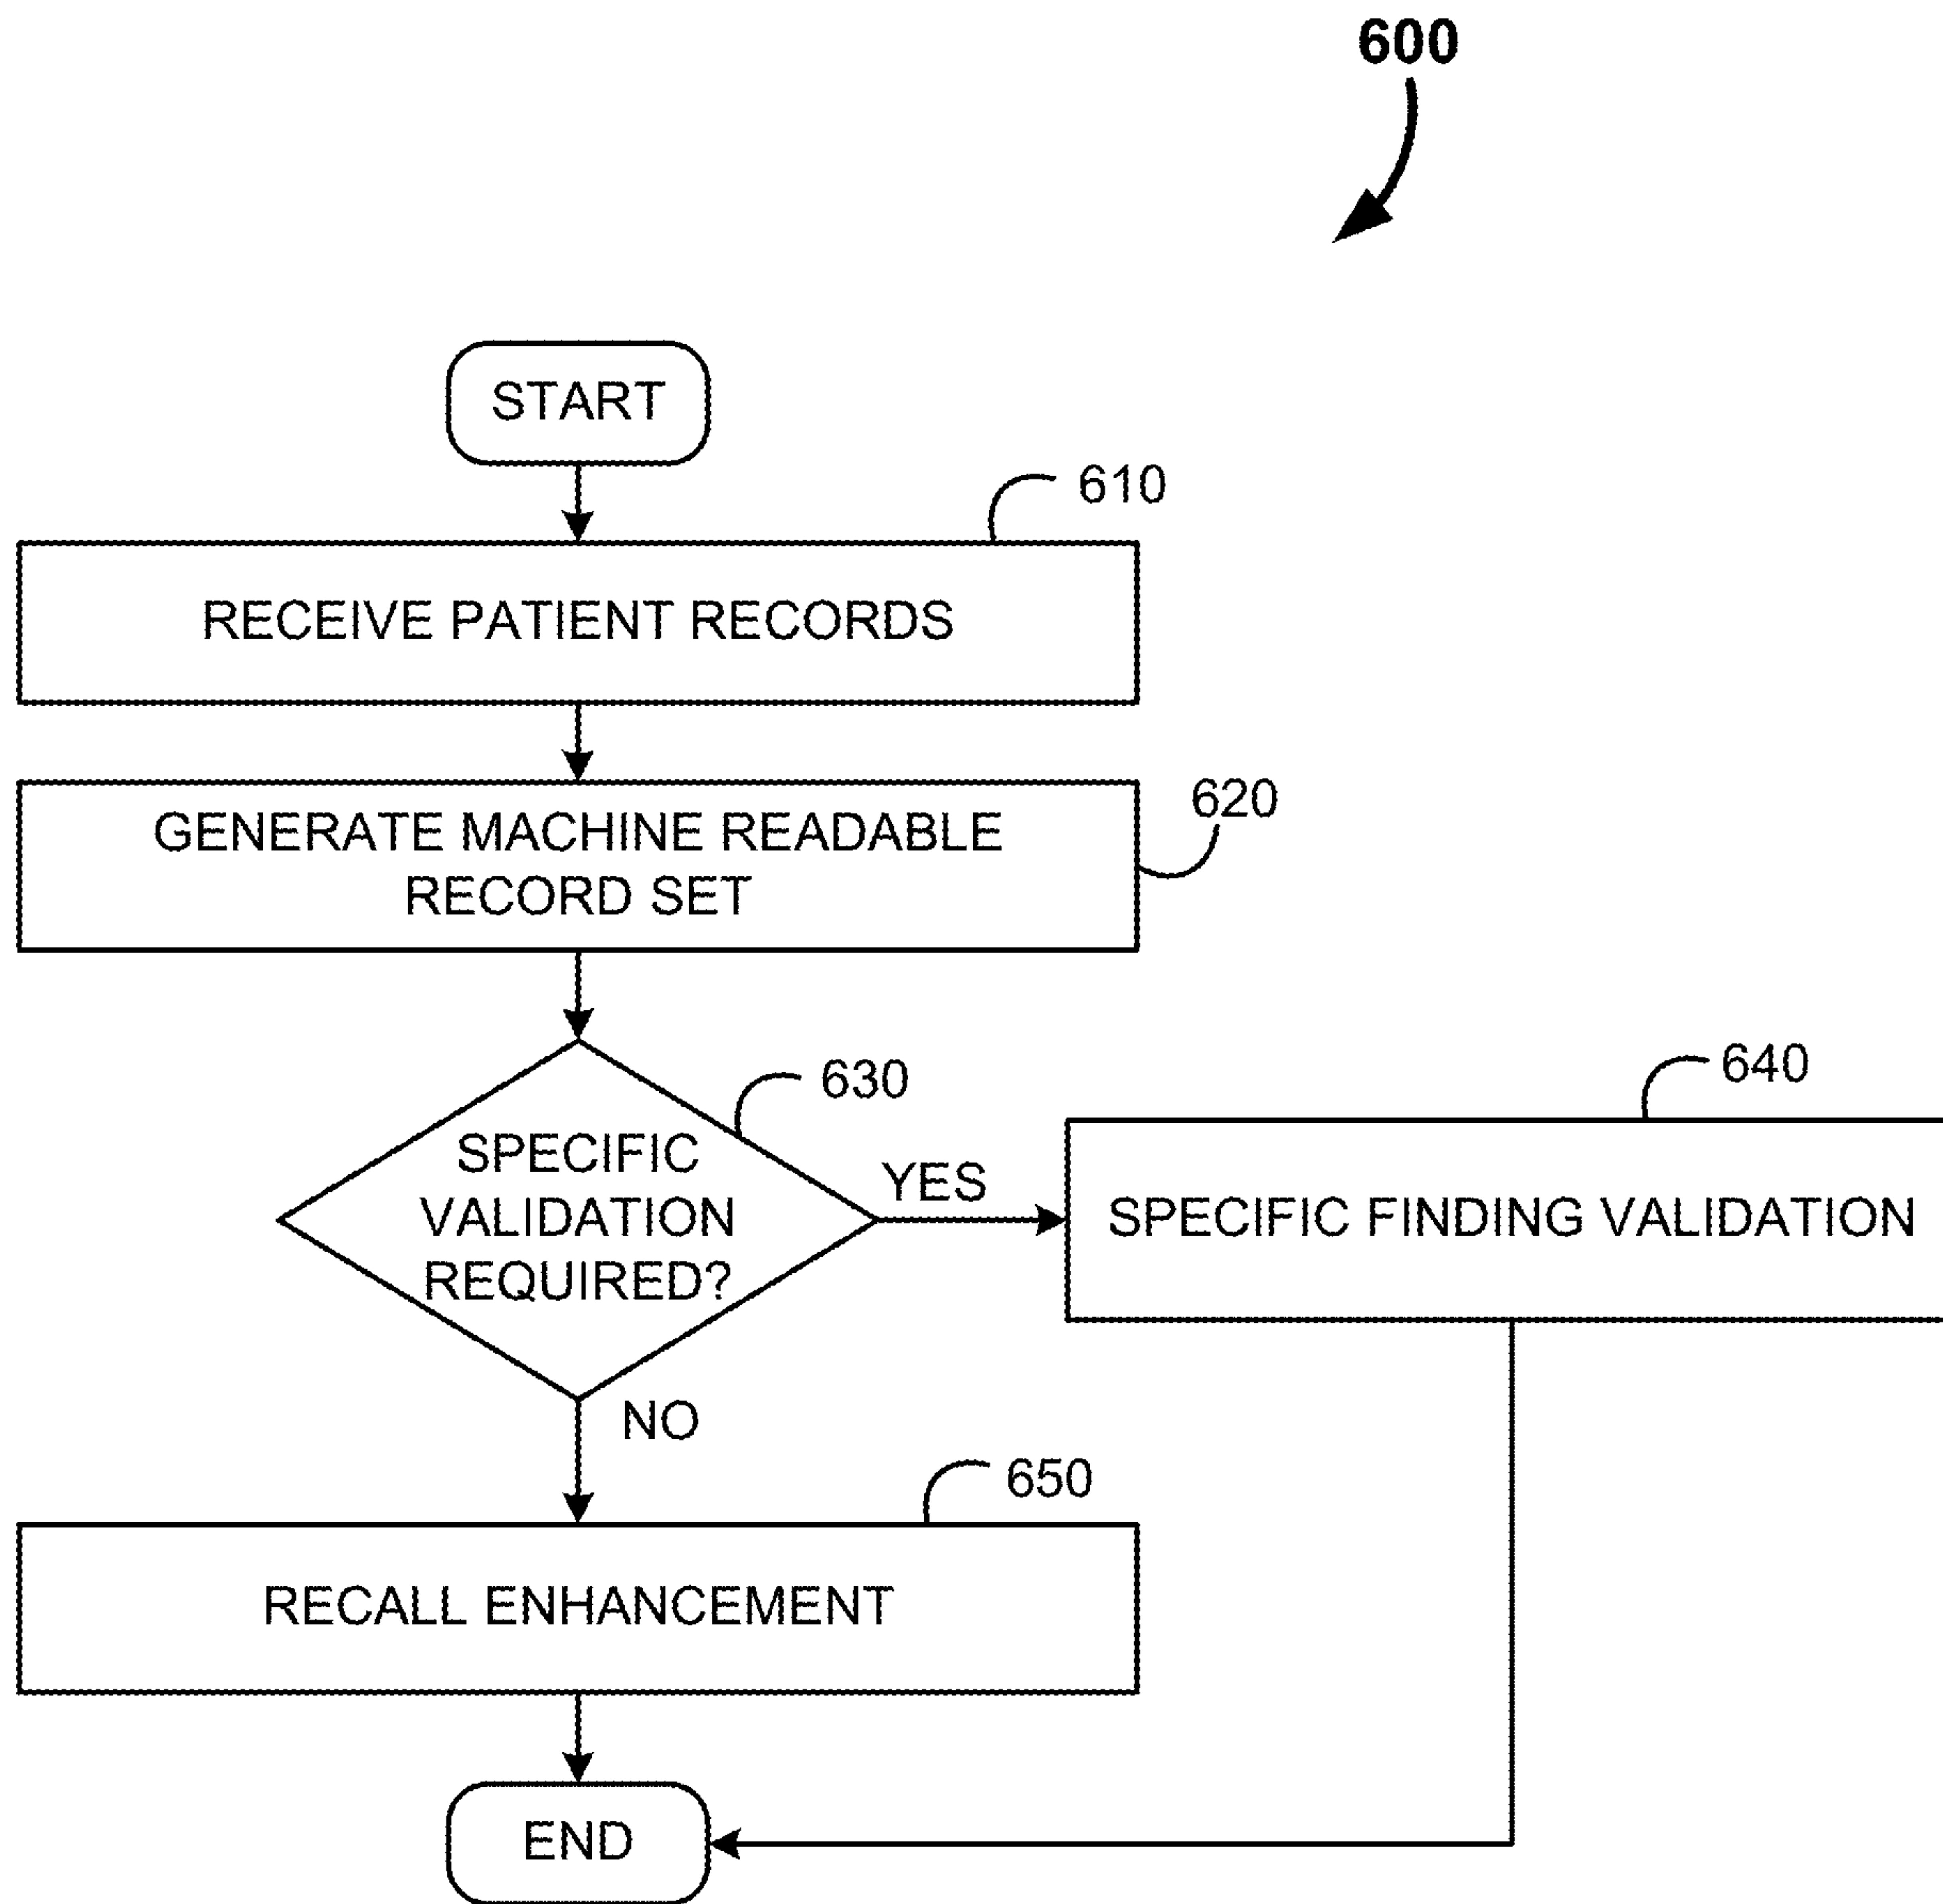 600
START
610
RECEIVE PATIENT RECORDS
620
GENERATE MACHINE READABLE
RECORD SET
630
SPECIFIC
VALIDATION
REQUIRED?
YES
640
SPECIFIC FINDING VALIDATION
NO
650
RECALL ENHANCEMENT
END